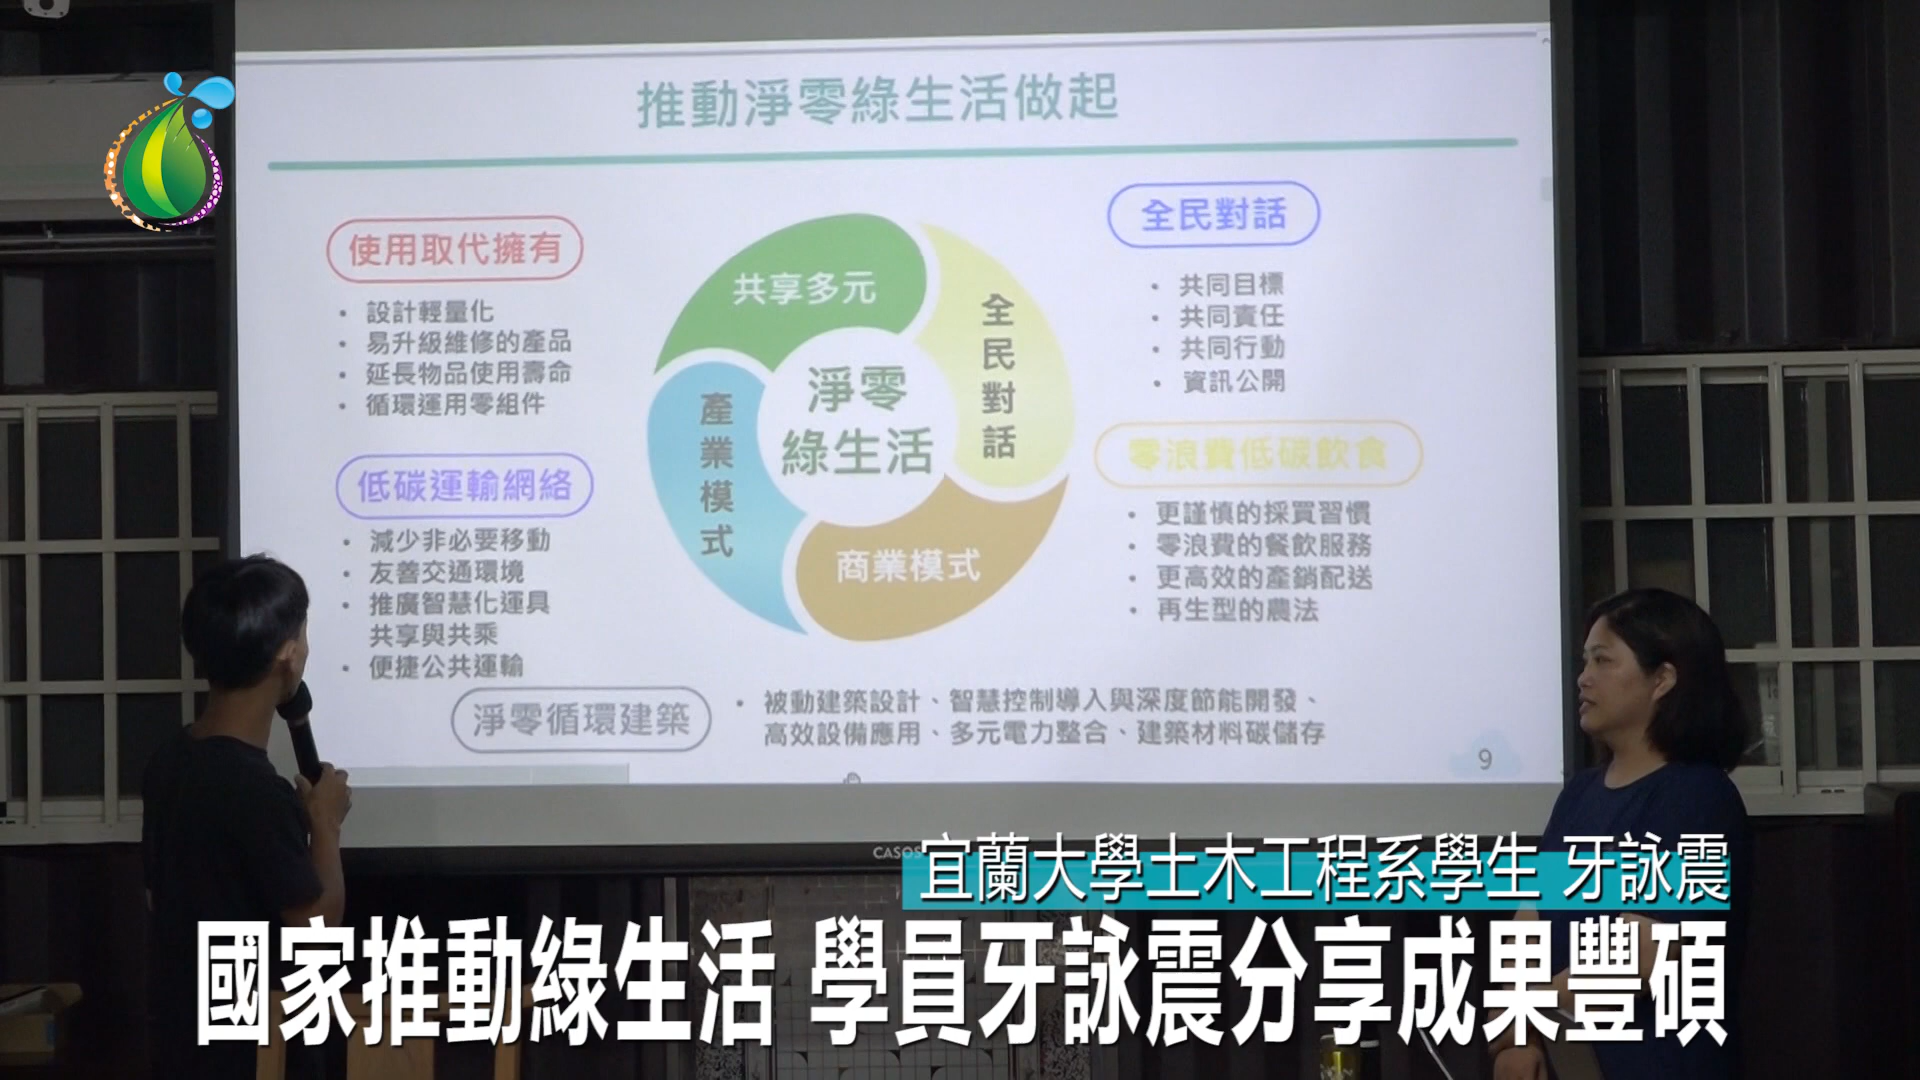 推動淨零綠生活做起
使用取代擁有
• 設計輕量化
• 易升級維修的產品
• 延長物品使用壽命
• 循環運用零組件
低碳運輸網絡
• 減少非必要移動
• 友善交通環境
• 推廣智慧化運具
共享與共乘
• 便捷公共運輸
共享多元
全民對話
產業模式
商業模式
淨零
綠生活
全民對話
• 共同目標
• 共同責任
• 共同行動
• 資訊公開
零浪費低碳飲食
• 更謹慎的採買習慣
• 零浪費的餐飲服務
• 更高效的產銷配送
• 再生型的農法
淨零循環建築
• 被動建築設計、智慧控制導入與深度節能開發、
高效設備應用、多元電力整合、建築材料碳儲存
9
CASOS
宜蘭大學土木工程系學生 牙詠震
國家推動綠生活 學員牙詠震分享成果豐碩